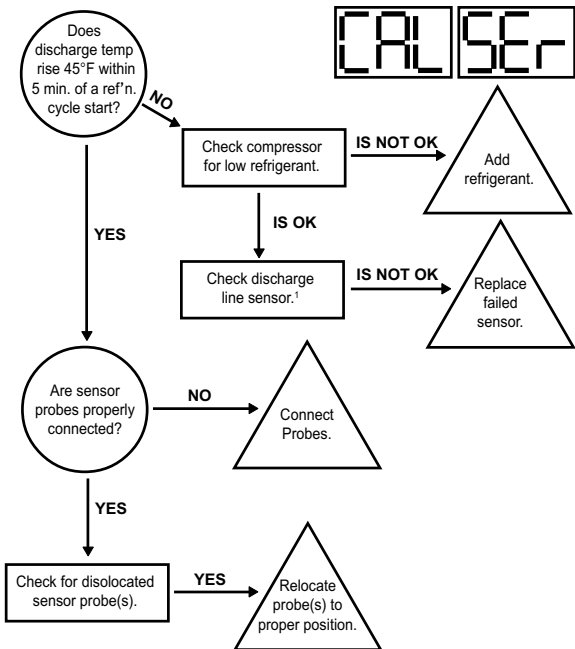 CAL SEr
Does
discharge temp
rise 45°F within
5 min. of a ref'n.
cycle start?
NO
Check compressor
for low refrigerant.
IS NOT OK
Add
refrigerant.
YES
IS OK
Check discharge
line sensor.¹
IS NOT OK
Replace
failed
sensor.
Are sensor
probes properly
connected?
NO
Connect
Probes.
YES
Check for disolocated
sensor probe(s).
YES
Relocate
probe(s) to
proper position.